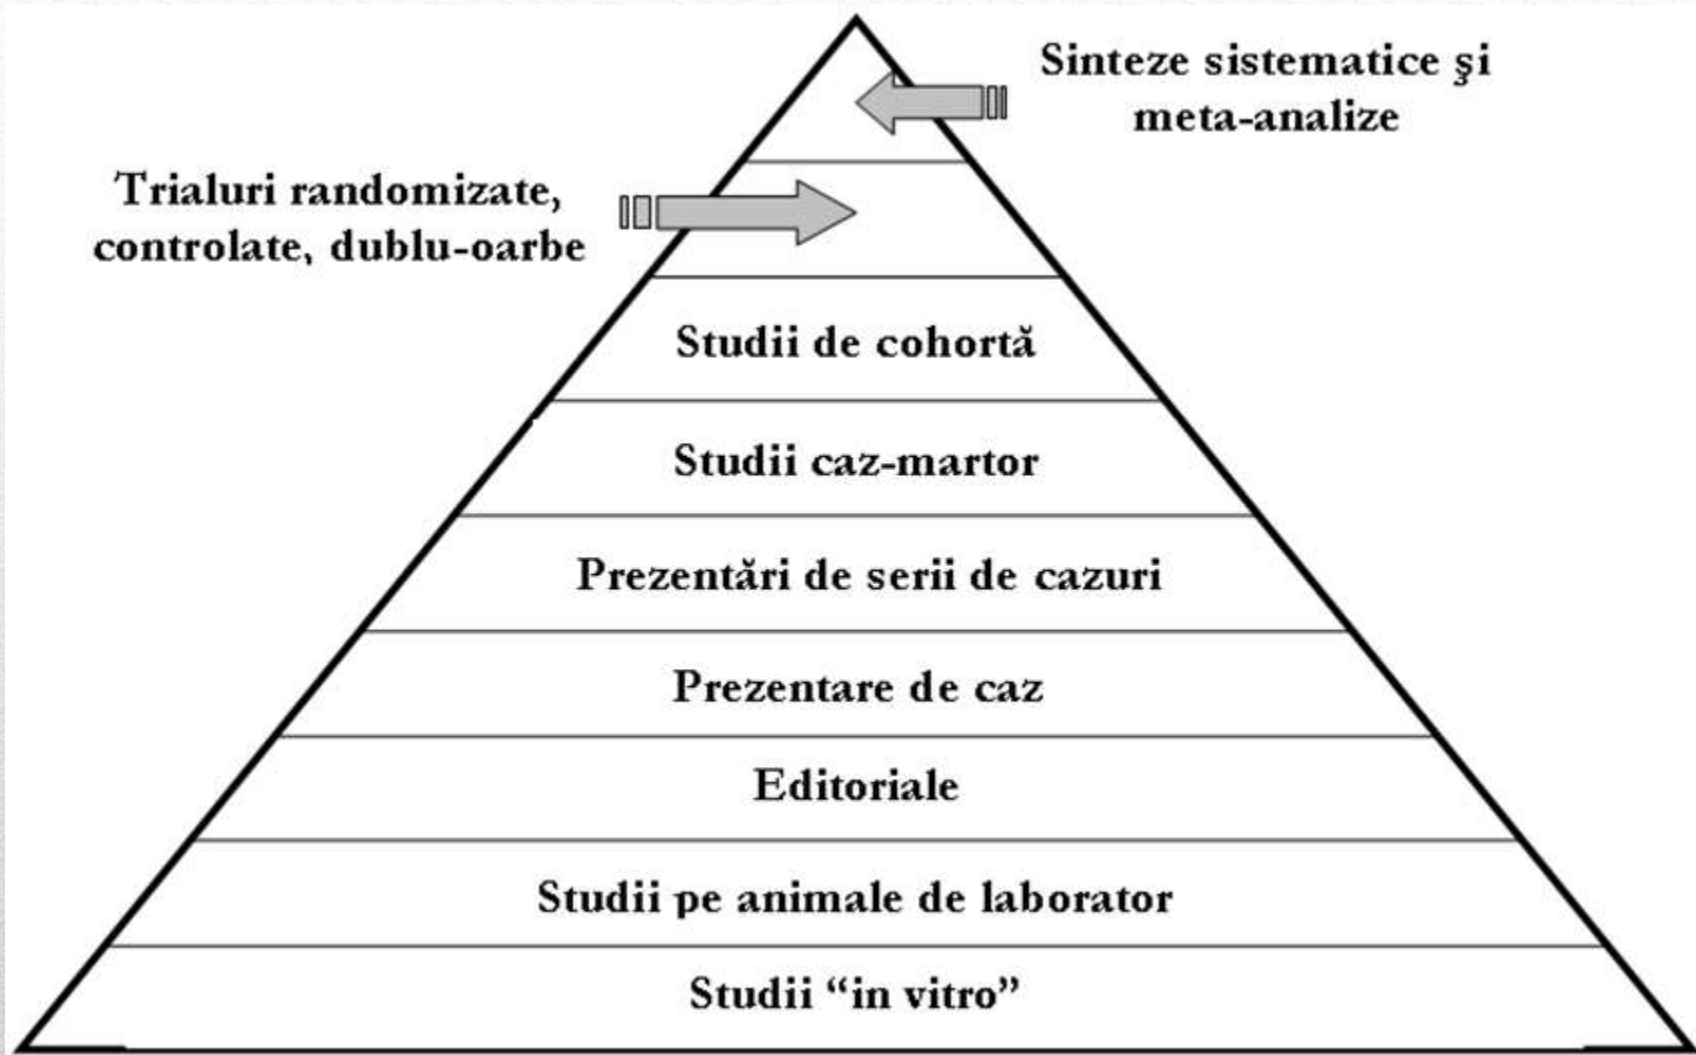 Sinteze sistematice şi
meta-analize
Trialuri randomizate,
controlate, dublu-oarbe
Studii de cohortă
Studii caz-martor
Prezentări de serii de cazuri
Prezentare de caz
Editoriale
Studii pe animale de laborator
Studii “in vitro”